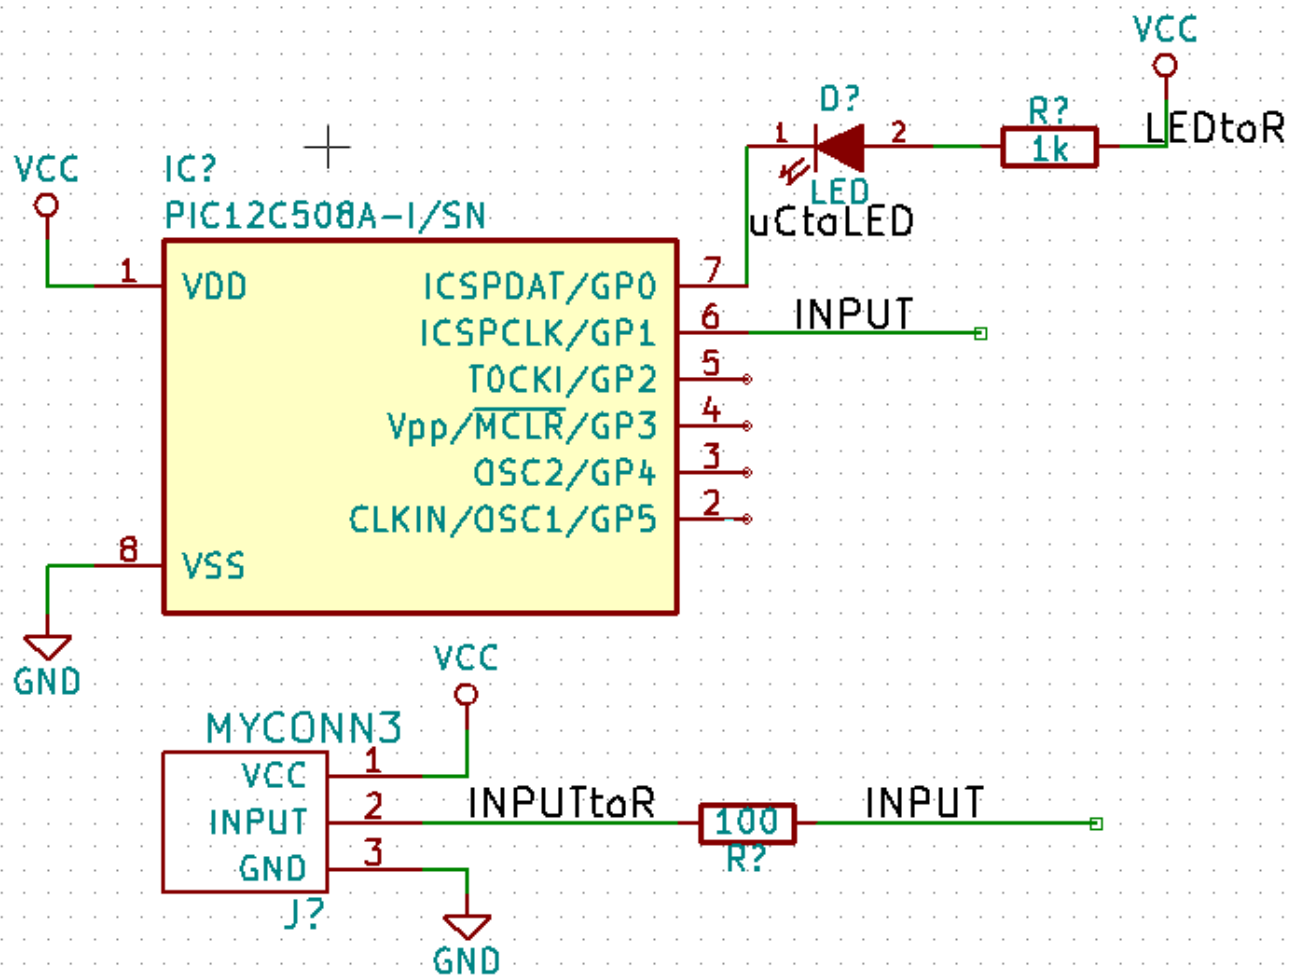 VCC
D?
R?
1
2
1k
LEDtoR
LED
uCtoLED
VCC
IC?
PIC12C508A-I/SN
1
VDD
ICSPDAT/GP0
7
ICSPCLK/GP1
6
INPUT
T0CKI/GP2
5
Vpp/MCLR/GP3
4
OSC2/GP4
3
CLKIN/OSC1/GP5
2
8
VSS
GND
VCC
MYCONN3
VCC
1
INPUT
2
INPUTtoR
100
INPUT
R?
GND
3
J?
GND